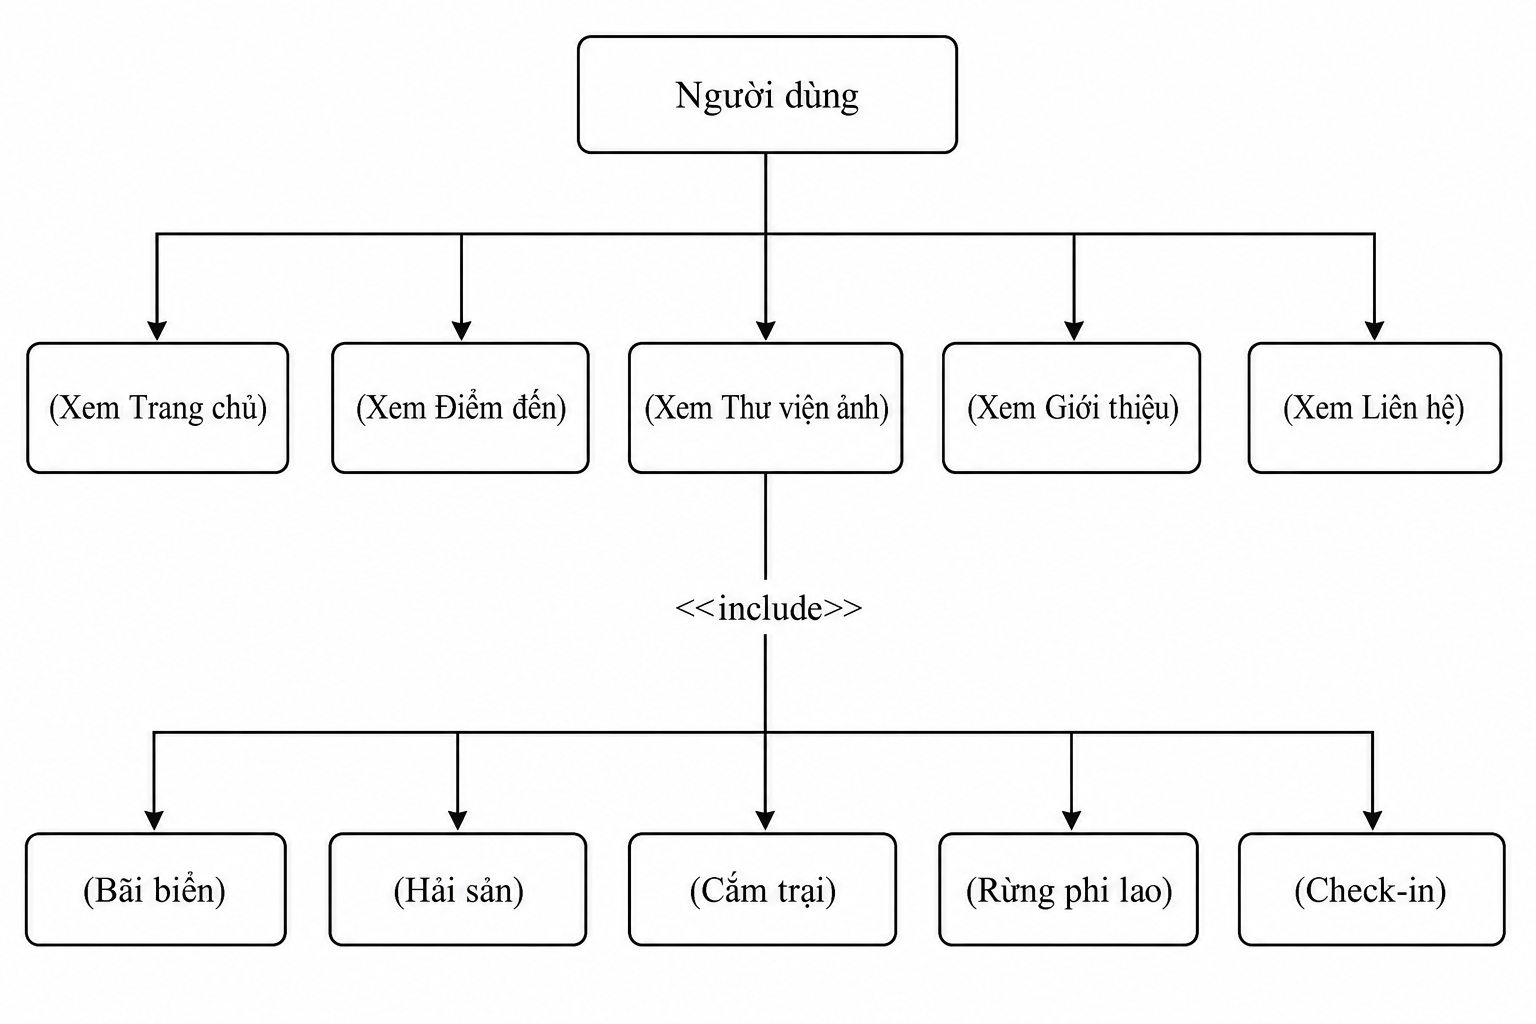 Người dùng
(Xem Trang chủ)
(Xem Điểm đến)
(Xem Thư viện ảnh)
(Xem Giới thiệu)
(Xem Liên hệ)
<<include>>
(Bãi biển)
(Hải sản)
(Cắm trại)
(Rừng phi lao)
(Check-in)